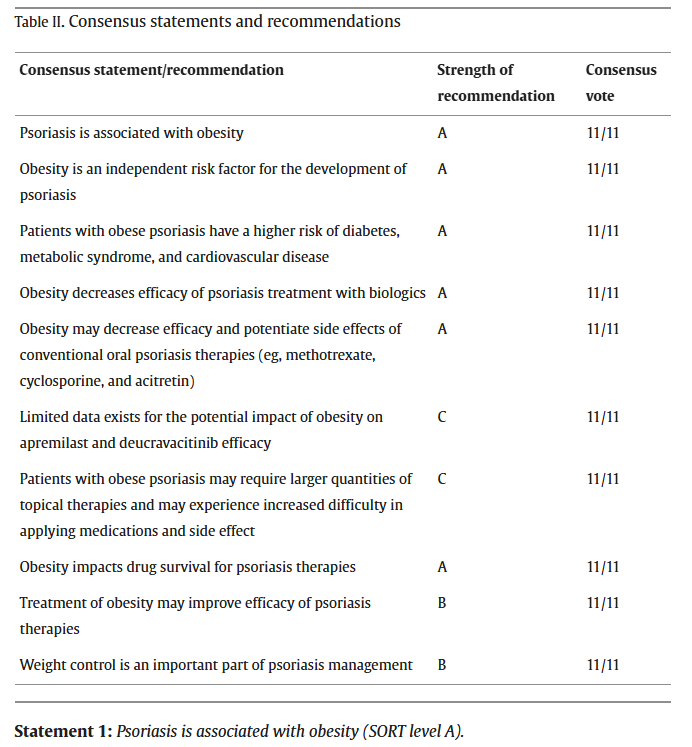 Table II. Consensus statements and recommendations
Consensus statement/recommendation Strength of recommendation Consensus vote
Psoriasis is associated with obesity A 11/11
Obesity is an independent risk factor for the development of A 11/11
psoriasis
Patients with obese psoriasis have a higher risk of diabetes, A 11/11
metabolic syndrome, and cardiovascular disease
Obesity decreases efficacy of psoriasis treatment with biologics A 11/11
Obesity may decrease efficacy and potentiate side effects of A 11/11
conventional oral psoriasis therapies (eg, methotrexate,
cyclosporine, and acitretin)
Limited data exists for the potential impact of obesity on C 11/11
apremilast and deucravacitinib efficacy
Patients with obese psoriasis may require larger quantities of C 11/11
topical therapies and may experience increased difficulty in
applying medications and side effect
Obesity impacts drug survival for psoriasis therapies A 11/11
Treatment of obesity may improve efficacy of psoriasis B 11/11
therapies
Weight control is an important part of psoriasis management B 11/11
Statement 1: Psoriasis is associated with obesity (SORT level A).